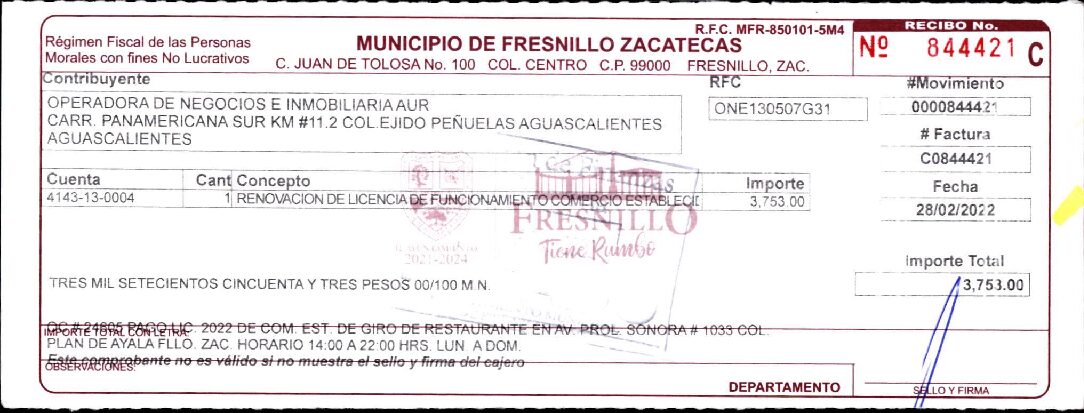 Régimen Fiscal de las Personas
Morales con fines No Lucrativos
R.F.C. MFR-850101-5M4
MUNICIPIO DE FRESNILLO ZACATECAS
C. JUAN DE TOLOSA No. 100 COL. CENTRO C.P. 99000 FRESNILLO, ZAC.
RECIBO No.
Nº 844421 C
Contribuyente
RFC
#Movimiento
OPERADORA DE NEGOCIOS E INMOBILIARIA AUR
ONE130507G31
0000844421
CARR. PANAMERICANA SUR KM #11.2 COL.EJIDO PEÑUELAS AGUASCALIENTES
AGUASCALIENTES
# Factura
C0844421
Cuenta Cant Concepto Importe
Fecha
4143-13-0004 1 RENOVACION DE LICENCIA DE FUNCIONAMIENTO COMERCIO ESTABLECID 3,753.00
28/02/2022
FRESNILLO
Tiene Rumbo
H. AYUNTAMIENTO
2021-2024
Importe Total
TRES MIL SETECIENTOS CINCUENTA Y TRES PESOS 00/100 M.N.
3,753.00
IMPORTE TOTAL CON LETRA:
OC # 24605 PAGO LIC. 2022 DE COM. EST. DE GIRO DE RESTAURANTE EN AV. PROL. SONORA # 1033 COL.
PLAN DE AYALA FLLO. ZAC. HORARIO 14:00 A 22:00 HRS. LUN A DOM.
Este comprobante no es válido si no muestra el sello y firma del cajero
OBSERVACIONES:
DEPARTAMENTO
SELLO Y FIRMA